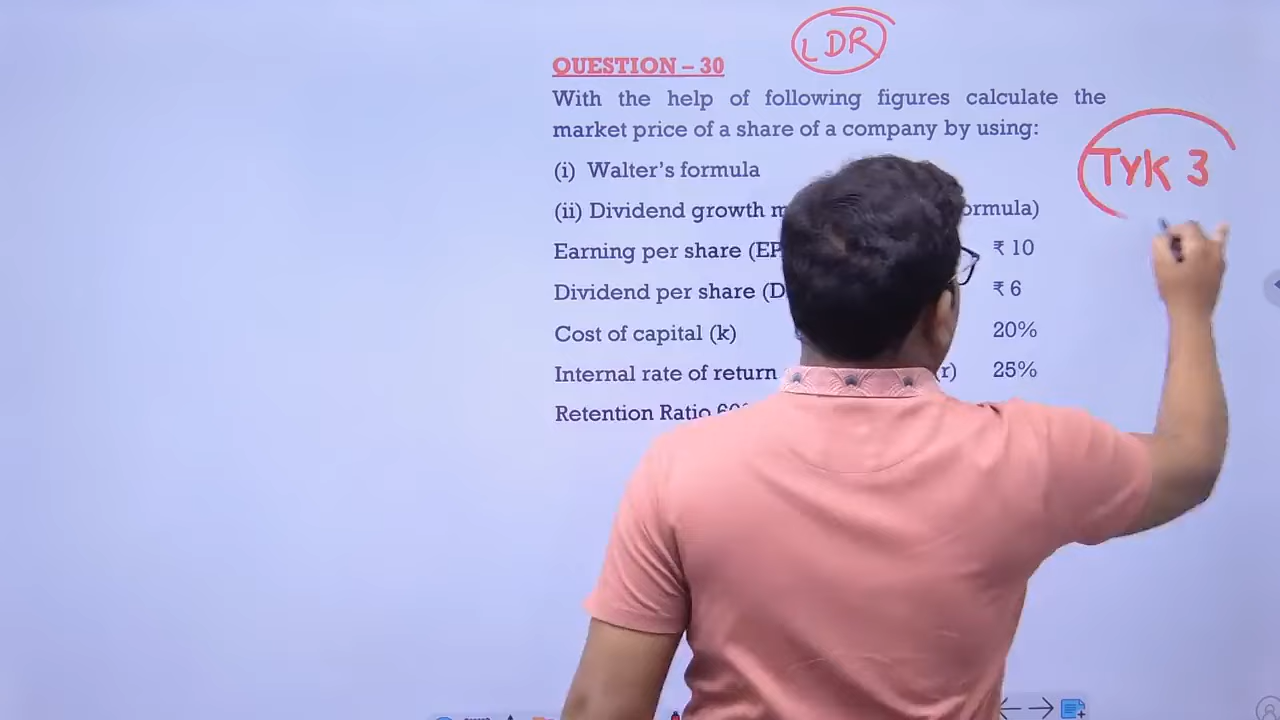 LDR
QUESTION – 30
With the help of following figures calculate the
market price of a share of a company by using:
(i) Walter's formula
(ii) Dividend growth ormula)
Earning per share (EP ₹ 10
Dividend per share (D ₹ 6
Cost of capital (k) 20%
Internal rate of return (r) 25%
Retention Ratio
TYK 3